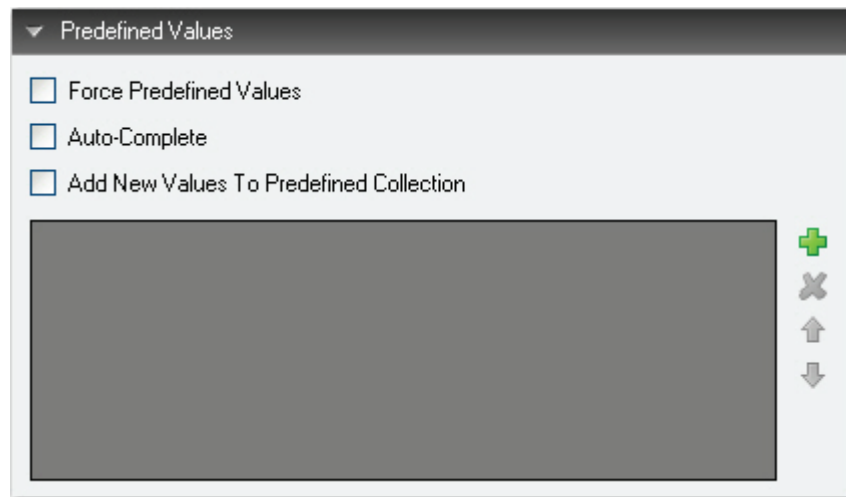 Predefined Values
Force Predefined Values
Auto-Complete
Add New Values To Predefined Collection